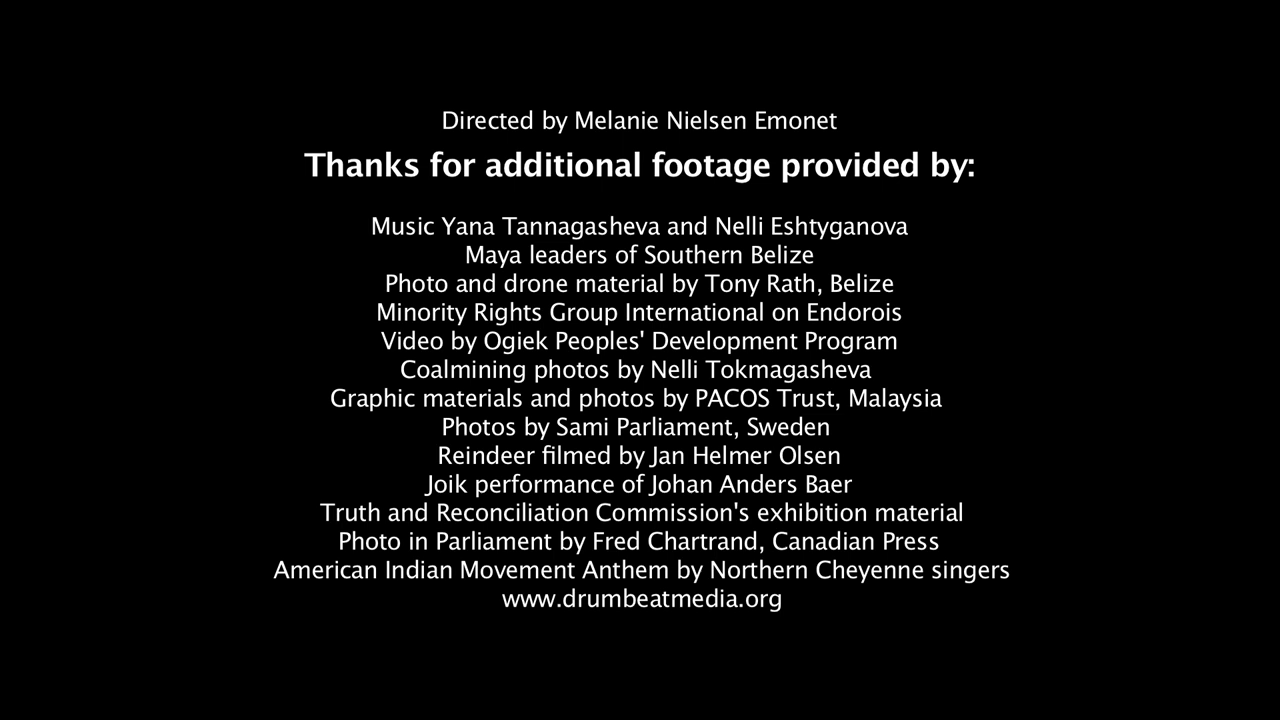 Directed by Melanie Nielsen Emonet
Thanks for additional footage provided by:
Music Yana Tannagasheva and Nelli Eshtyganova
Maya leaders of Southern Belize
Photo and drone material by Tony Rath, Belize
Minority Rights Group International on Endorois
Video by Ogiek Peoples' Development Program
Coalmining photos by Nelli Tokmagasheva
Graphic materials and photos by PACOS Trust, Malaysia
Photos by Sami Parliament, Sweden
Reindeer filmed by Jan Helmer Olsen
Joik performance of Johan Anders Baer
Truth and Reconciliation Commission's exhibition material
Photo in Parliament by Fred Chartrand, Canadian Press
American Indian Movement Anthem by Northern Cheyenne singers
www.drumbeatmedia.org